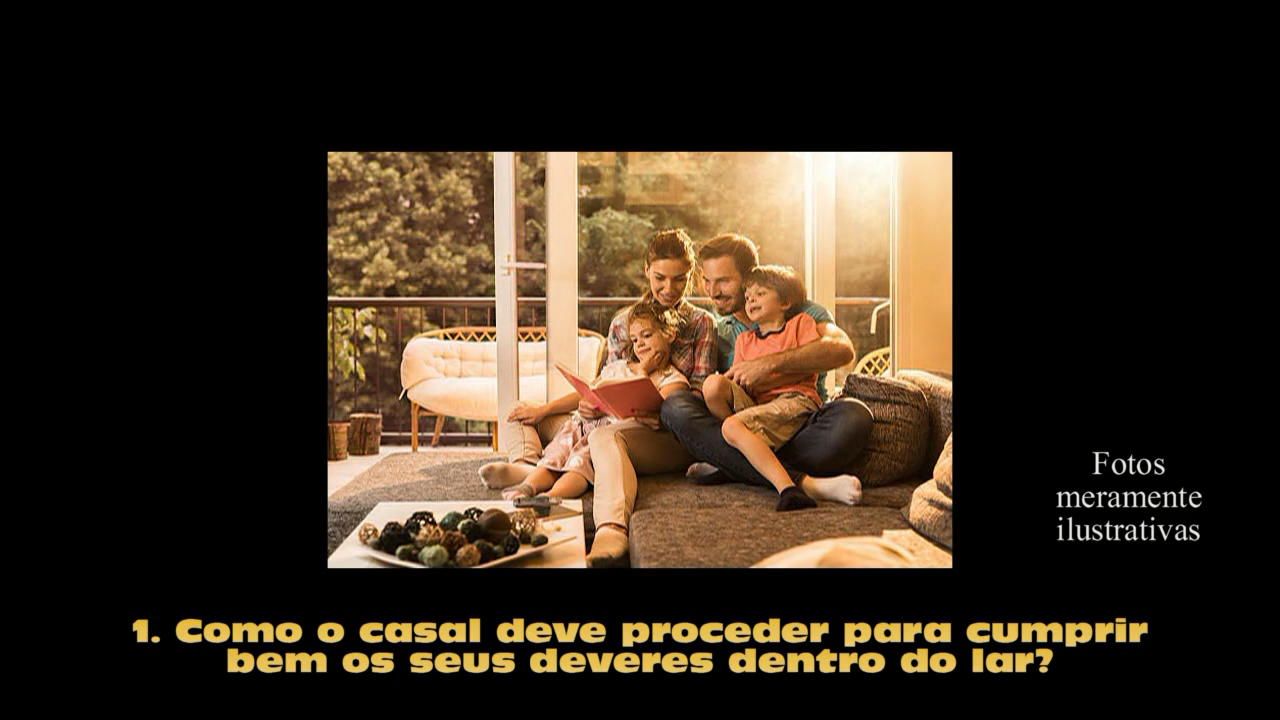 Fotos
meramente
ilustrativas
1. Como o casal deve proceder para cumprir
bem os seus deveres dentro do lar?